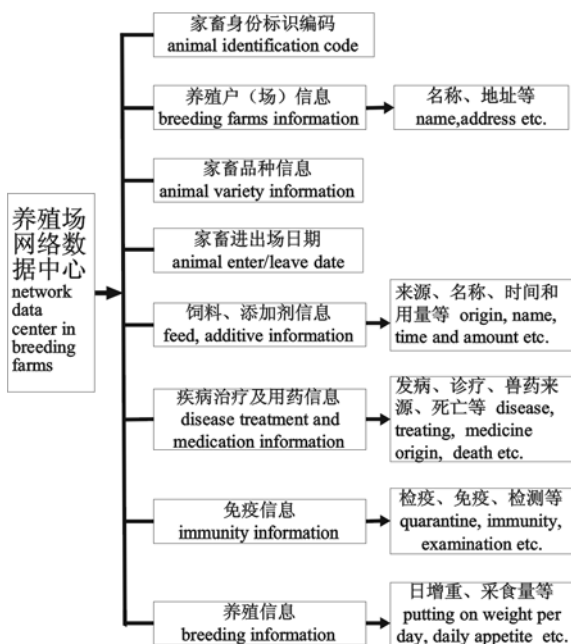 养殖场
网络数
据中心
network
data
center in
breeding
farms
家畜身份标识编码
animal identification code
养殖户（场）信息
breeding farms information
名称、地址等
name,address etc.
家畜品种信息
animal variety information
家畜进出场日期
animal enter/leave date
饲料、添加剂信息
feed, additive information
来源、名称、时间和
用量等 origin, name,
time and amount etc.
疾病治疗及用药信息
disease treatment and
medication information
发病、诊疗、兽药来
源、死亡等 disease,
treating, medicine
origin, death etc.
免疫信息
immunity information
检疫、免疫、检测等
quarantine, immunity,
examination etc.
养殖信息
breeding information
日增重、采食量等
putting on weight per
day, daily appetite etc.